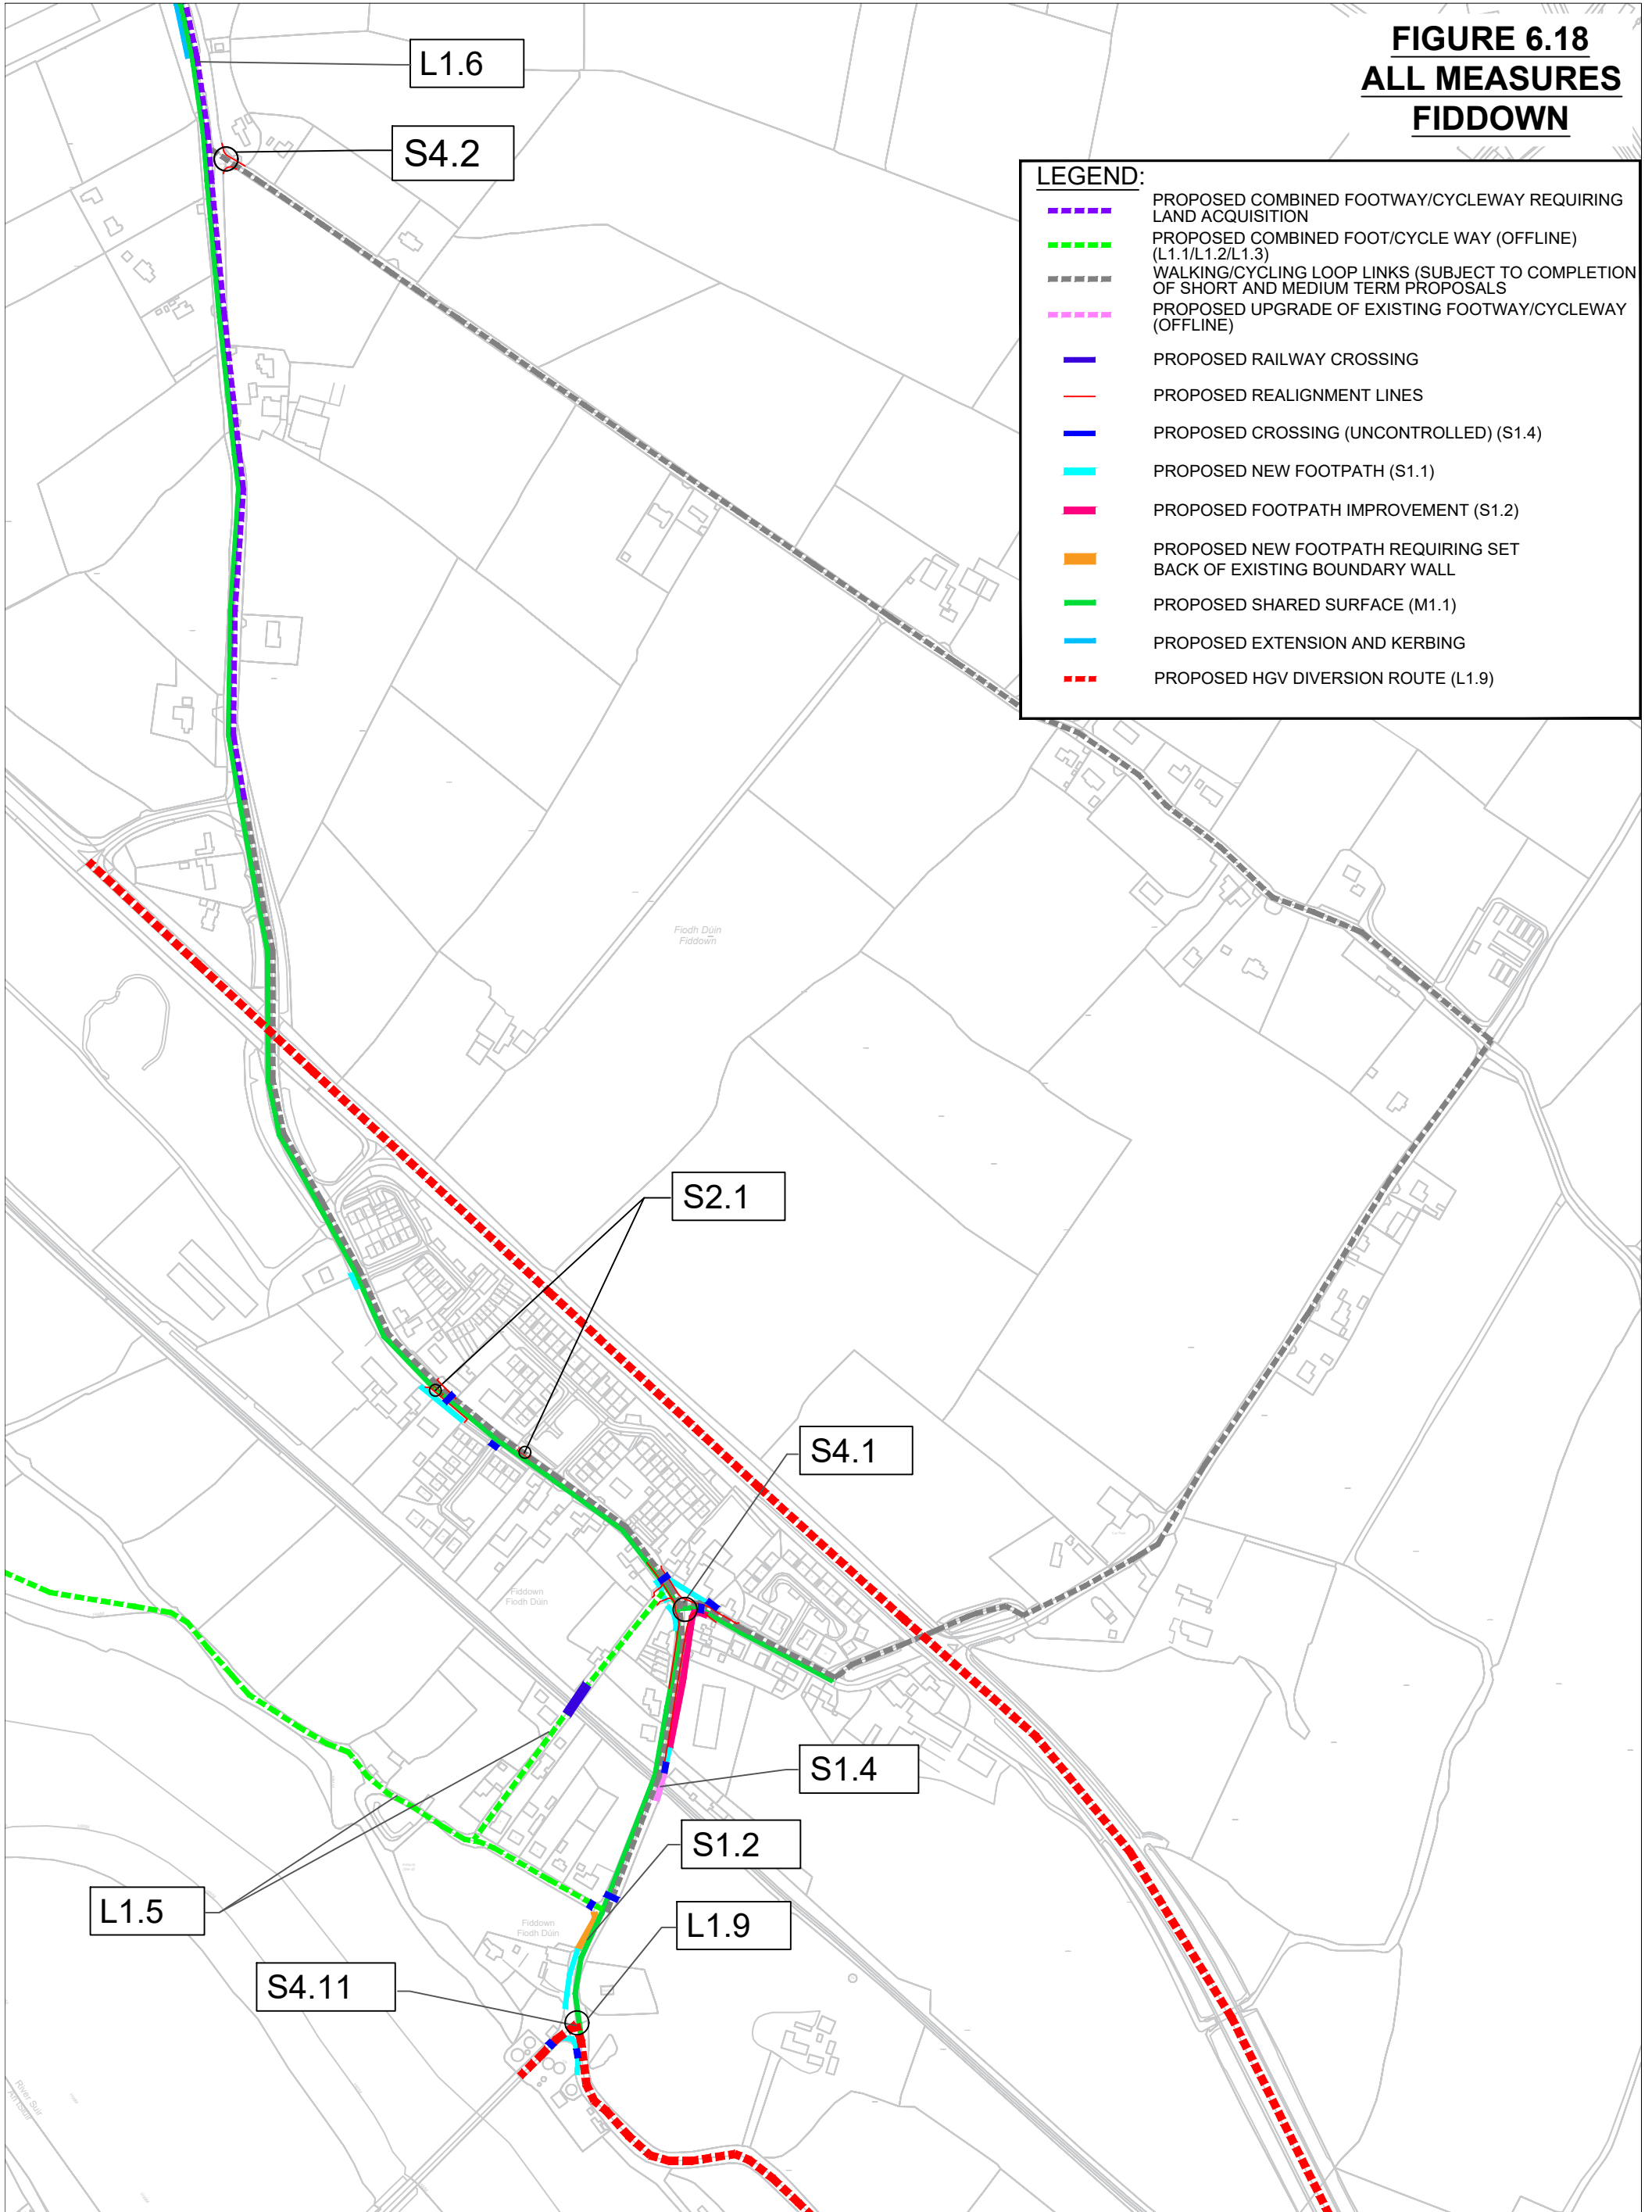 FIGURE 6.18
ALL MEASURES
FIDDOWN
L1.6
S4.2
LEGEND:
PROPOSED COMBINED FOOTWAY/CYCLEWAY REQUIRING
LAND ACQUISITION
PROPOSED COMBINED FOOT/CYCLE WAY (OFFLINE)
(L1.1/L1.2/L1.3)
WALKING/CYCLING LOOP LINKS (SUBJECT TO COMPLETION
OF SHORT AND MEDIUM TERM PROPOSALS
PROPOSED UPGRADE OF EXISTING FOOTWAY/CYCLEWAY
(OFFLINE)
PROPOSED RAILWAY CROSSING
PROPOSED REALIGNMENT LINES
PROPOSED CROSSING (UNCONTROLLED) (S1.4)
PROPOSED NEW FOOTPATH (S1.1)
PROPOSED FOOTPATH IMPROVEMENT (S1.2)
PROPOSED NEW FOOTPATH REQUIRING SET
BACK OF EXISTING BOUNDARY WALL
PROPOSED SHARED SURFACE (M1.1)
PROPOSED EXTENSION AND KERBING
PROPOSED HGV DIVERSION ROUTE (L1.9)
Fiodh Dúin
Fiddown
S2.1
S4.1
Fiddown
Fiodh Dúin
S1.4
S1.2
L1.5
L1.9
Fiddown
Fiodh Dúin
S4.11
River Suir